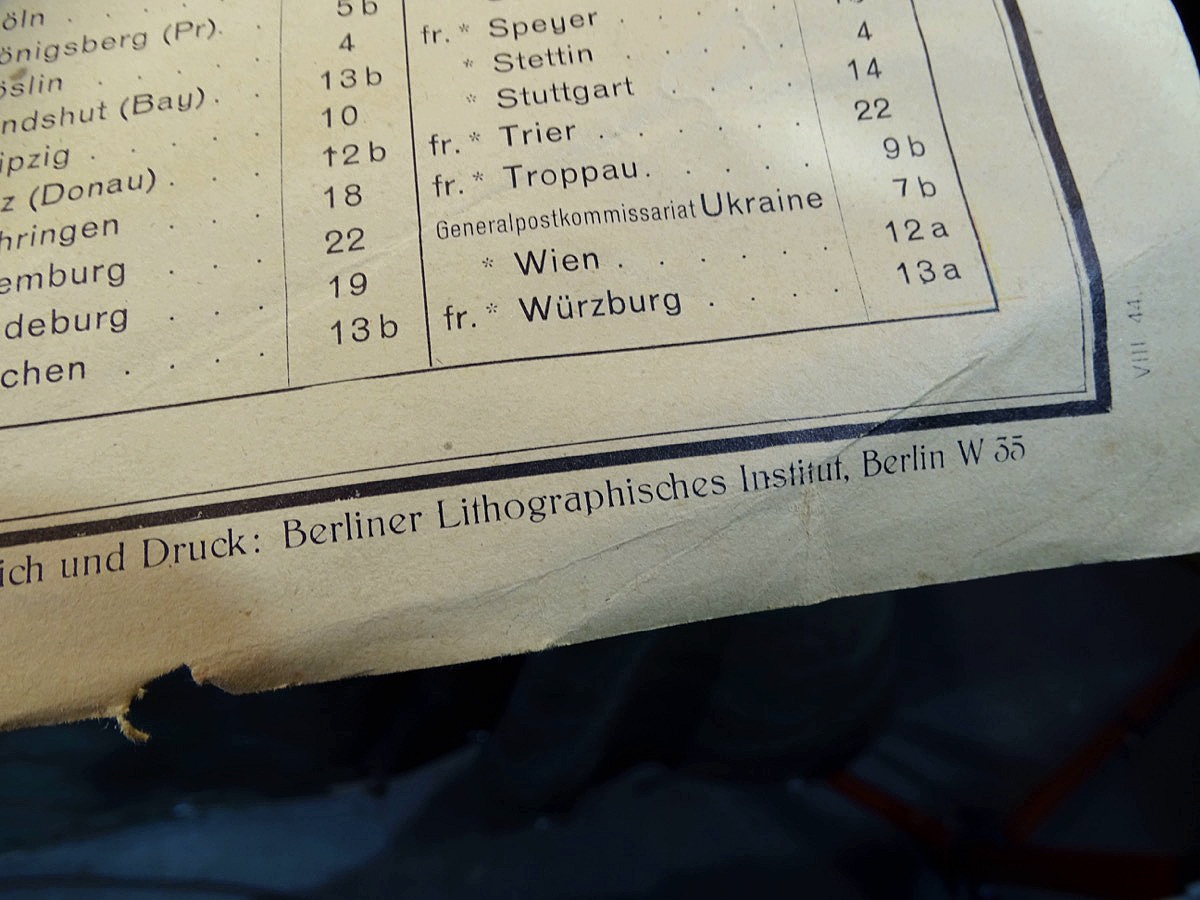 öln
önigsberg (Pr). 5 b
öslin 4
ndshut (Bay). 13 b
ipzig 10
z (Donau) 12 b
hringen 18
emburg 22
deburg 19
chen 13 b
fr. * Speyer
* Stettin 4
* Stuttgart 14
fr. * Trier 22
fr. * Troppau. 9 b
Generalpostkommissariat Ukraine 7 b
* Wien 12 a
fr. * Würzburg 13 a
ich und Druck: Berliner Lithographisches Institut, Berlin W 35
VIII 44.